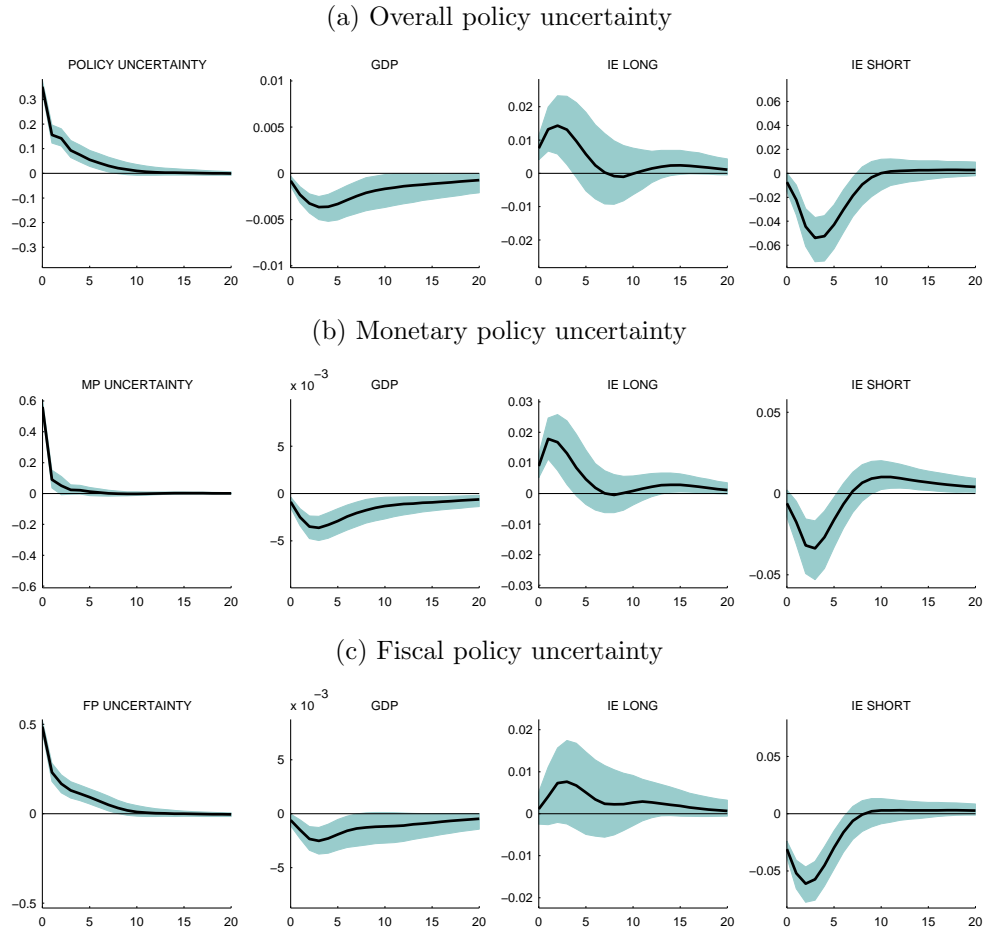 (a) Overall policy uncertainty
POLICY UNCERTAINTY GDP IE LONG IE SHORT
0.3 0.2 0.1 0 −0.1 −0.2 −0.3
0 5 10 15 20
0.01 0.005 0 −0.005 −0.01
0 5 10 15 20
0.02 0.01 0 −0.01 −0.02
0 5 10 15 20
0.06 0.04 0.02 0 −0.02 −0.04 −0.06
0 5 10 15 20
(b) Monetary policy uncertainty
MP UNCERTAINTY x 10−3 GDP IE LONG IE SHORT
0.6 0.4 0.2 0 −0.2 −0.4 −0.6
0 5 10 15 20
5 0 −5
0 5 10 15 20
0.03 0.02 0.01 0 −0.01 −0.02 −0.03
0 5 10 15 20
0.05 0 −0.05
0 5 10 15 20
(c) Fiscal policy uncertainty
FP UNCERTAINTY x 10−3 GDP IE LONG IE SHORT
0.5 0 −0.5
0 5 10 15 20
5 0 −5
0 5 10 15 20
0.02 0.01 0 −0.01 −0.02
0 5 10 15 20
0.05 0 −0.05
0 5 10 15 20